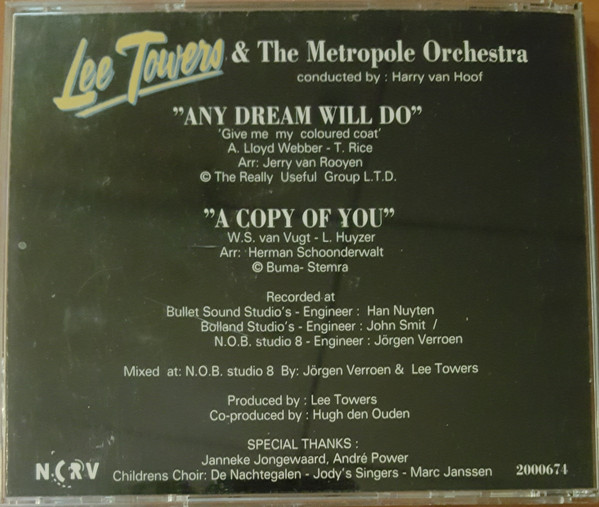 Lee Towers & The Metropole Orchestra
conducted by : Harry van Hoof
”ANY DREAM WILL DO”
'Give me my coloured coat'
A. Lloyd Webber - T. Rice
Arr: Jerry van Rooyen
© The Really Useful Group L.T.D.
”A COPY OF YOU”
W.S. van Vugt - L. Huyzer
Arr: Herman Schoonderwalt
© Buma- Stemra
Recorded at
Bullet Sound Studio's - Engineer : Han Nuyten
Bolland Studio's - Engineer : John Smit /
N.O.B. studio 8 - Engineer : Jörgen Verroen
Mixed at: N.O.B. studio 8 By: Jörgen Verroen & Lee Towers
Produced by : Lee Towers
Co-produced by : Hugh den Ouden
SPECIAL THANKS :
Janneke Jongewaard, André Power
Childrens Choir: De Nachtegalen - Jody's Singers - Marc Janssen
NCRV
2000674